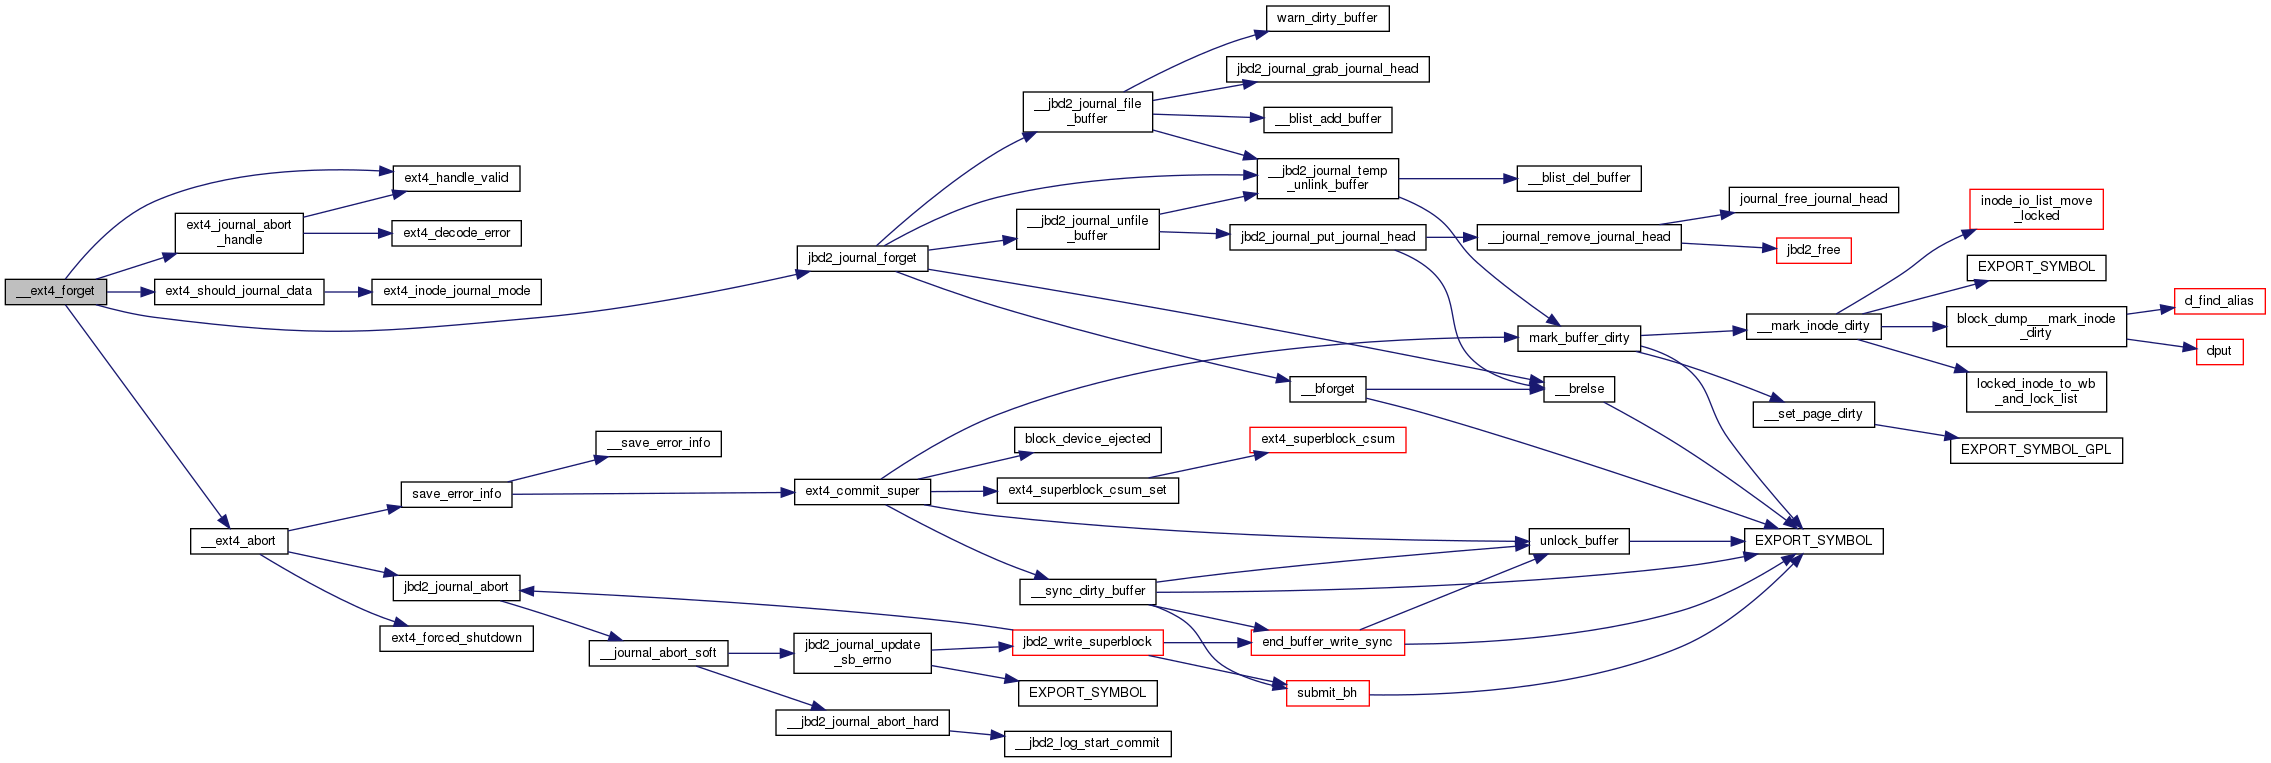 warn_dirty_buffer
jbd2_journal_grab_journal_head
__jbd2_journal_file
_buffer
__blist_add_buffer
ext4_handle_valid
__jbd2_journal_temp
_unlink_buffer
__blist_del_buffer
journal_free_journal_head
inode_io_list_move
_locked
ext4_journal_abort
_handle
ext4_decode_error
__jbd2_journal_unfile
_buffer
jbd2_journal_put_journal_head
__journal_remove_journal_head
jbd2_free
jbd2_journal_forget
EXPORT_SYMBOL
__ext4_forget
ext4_should_journal_data
ext4_inode_journal_mode
d_find_alias
mark_buffer_dirty
__mark_inode_dirty
block_dump___mark_inode
_dirty
dput
__bforget
__brelse
locked_inode_to_wb
_and_lock_list
__set_page_dirty
__save_error_info
block_device_ejected
ext4_superblock_csum
EXPORT_SYMBOL_GPL
save_error_info
ext4_commit_super
ext4_superblock_csum_set
__ext4_abort
unlock_buffer
EXPORT_SYMBOL
jbd2_journal_abort
__sync_dirty_buffer
ext4_forced_shutdown
__journal_abort_soft
jbd2_journal_update
_sb_errno
jbd2_write_superblock
end_buffer_write_sync
EXPORT_SYMBOL
submit_bh
__jbd2_journal_abort_hard
__jbd2_log_start_commit